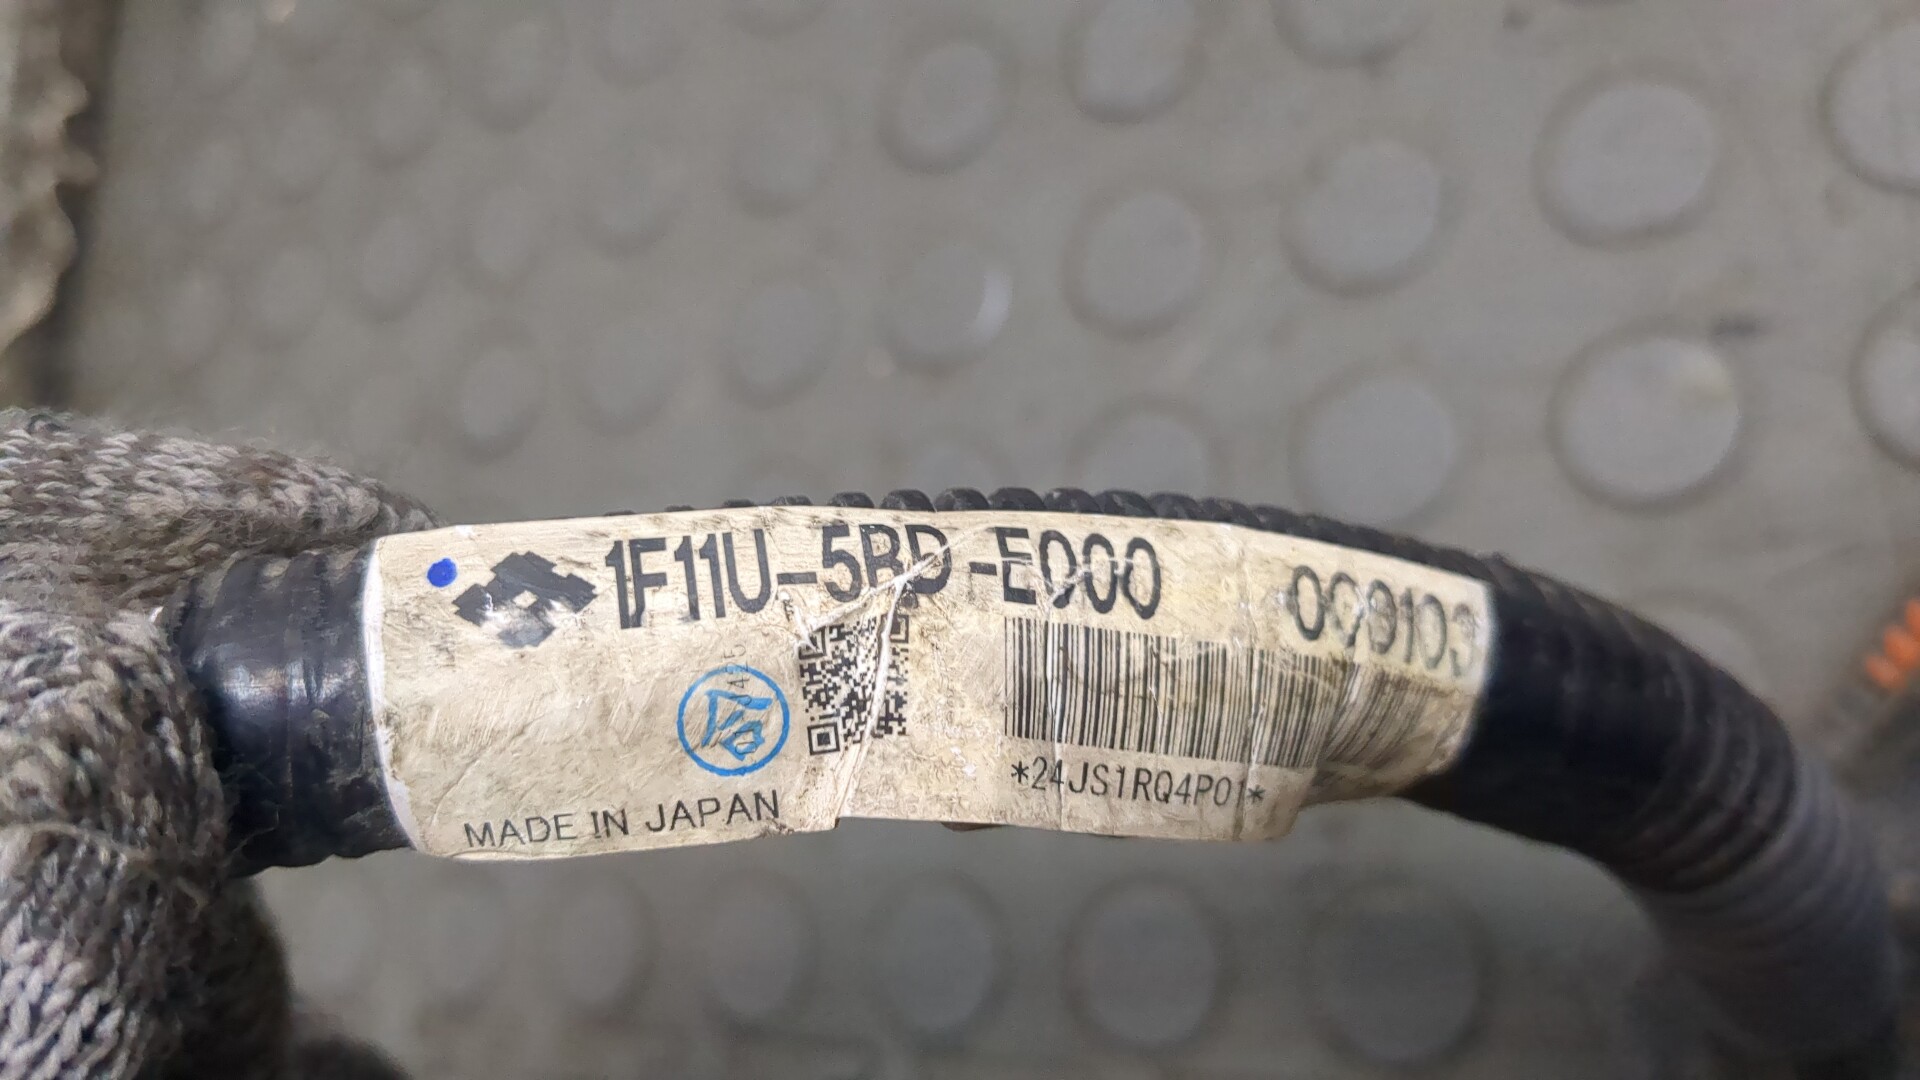 1F11U-5BD-E000 009103
MADE IN JAPAN
*24JS1RQ4P01*